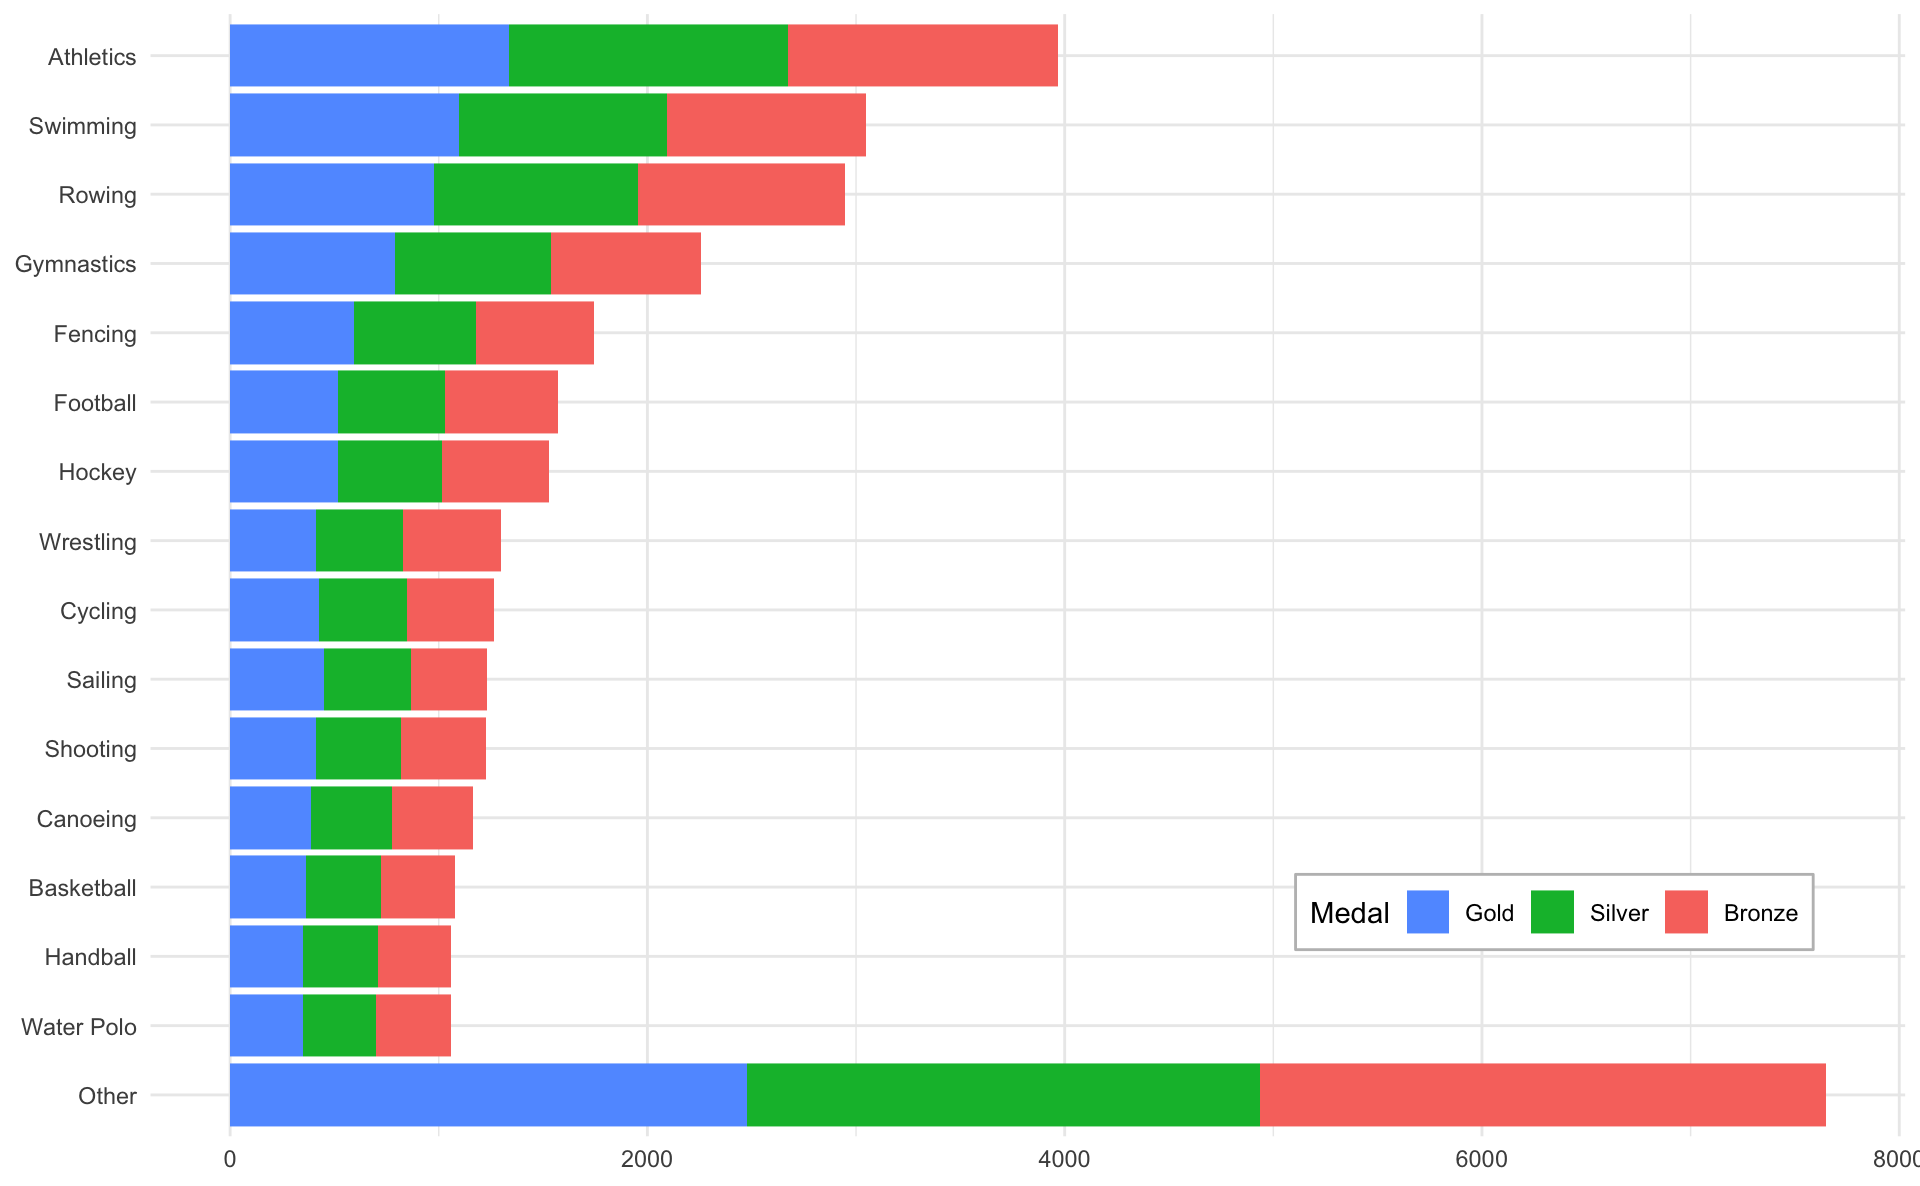 Athletics
Swimming
Rowing
Gymnastics
Fencing
Football
Hockey
Wrestling
Cycling
Sailing
Shooting
Canoeing
Basketball
Handball
Water Polo
Other
Medal Gold Silver Bronze
0 2000 4000 6000 8000